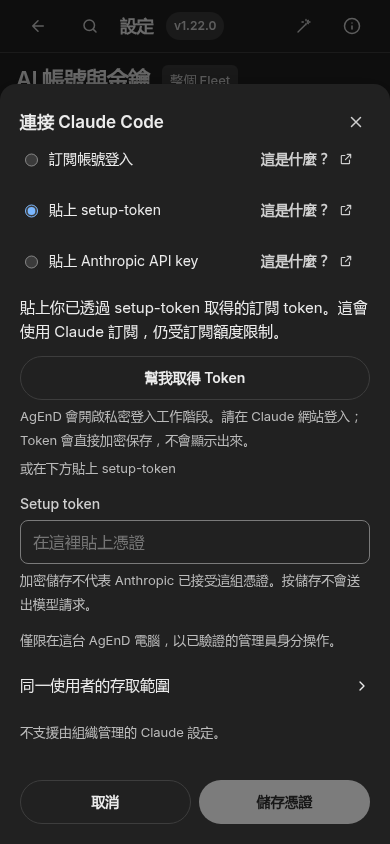 設定
v1.22.0
AI 帳號與金鑰
整個 Fleet
連接 Claude Code
訂閱帳號登入
這是什麼？
貼上 setup-token
這是什麼？
貼上 Anthropic API key
這是什麼？
貼上你已透過 setup-token 取得的訂閱 token。這會
使用 Claude 訂閱，仍受訂閱額度限制。
幫我取得 Token
AgEnD 會開啟私密登入工作階段。請在 Claude 網站登入；
Token 會直接加密保存，不會顯示出來。
或在下方貼上 setup-token
Setup token
在這裡貼上憑證
加密儲存不代表 Anthropic 已接受這組憑證。按儲存不會送
出模型請求。
僅限在這台 AgEnD 電腦，以已驗證的管理員身分操作。
同一使用者的存取範圍
不支援由組織管理的 Claude 設定。
取消
儲存憑證